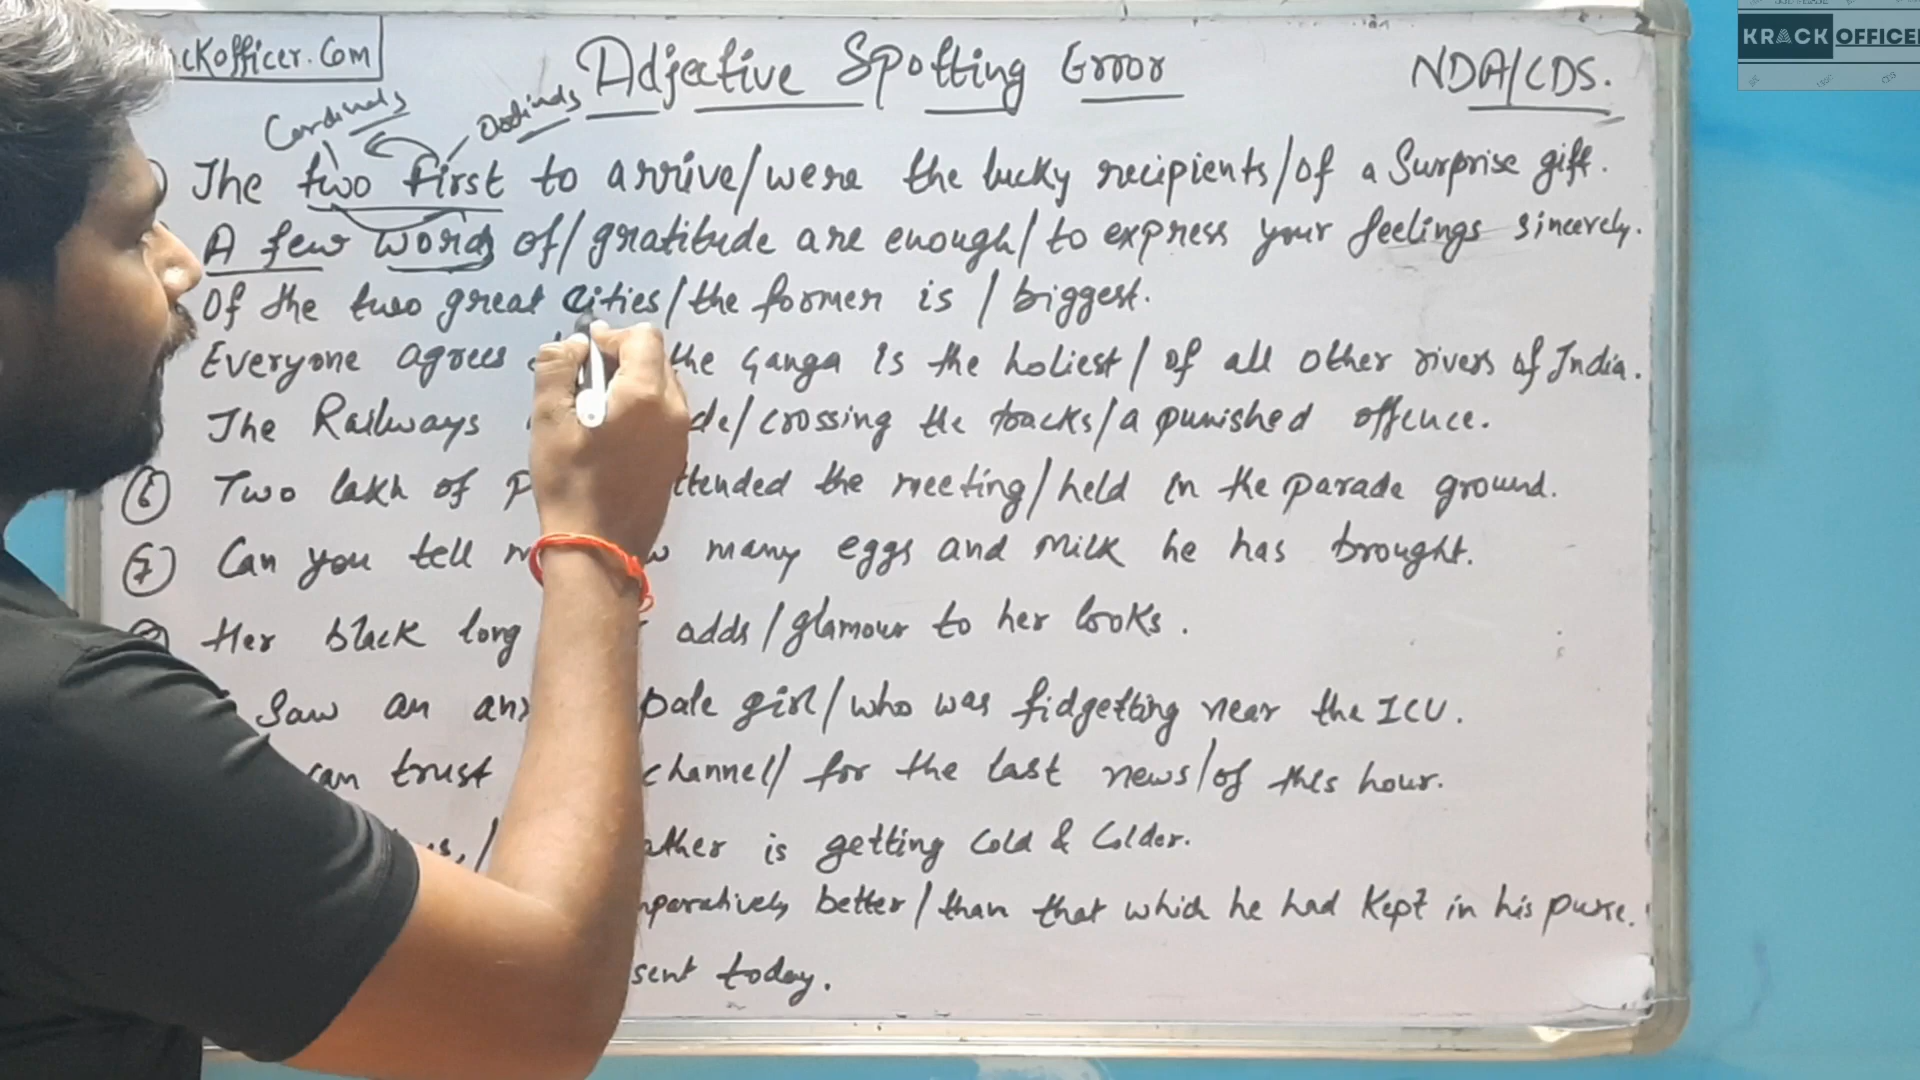 ckofficer.Com
Adjective Spotting Error
NDA/CDS.
KRACK OFFICER
Cardinals
Ordinals
The two first to arrive/were the lucky recipients/of a Surprise gift.
A few words of/gratitude are enough/to express your feelings sincerely.
Of the two great cities/the former is/biggest.
Everyone agrees the Ganga is the holiest/of all other rivers of India.
The Railways de/crossing the tracks/a punished offence.
6 Two lakh of p ttended the meeting/held in the parade ground.
7 Can you tell many eggs and milk he has brought.
Her black long adds/glamour to her looks.
Saw an anx pale girl/who was fidgetting near the ICU.
can trust channel/for the last news/of this hour.
ather is getting cold & colder.
mparatively better/than that which he had kept in his purse.
sent today.